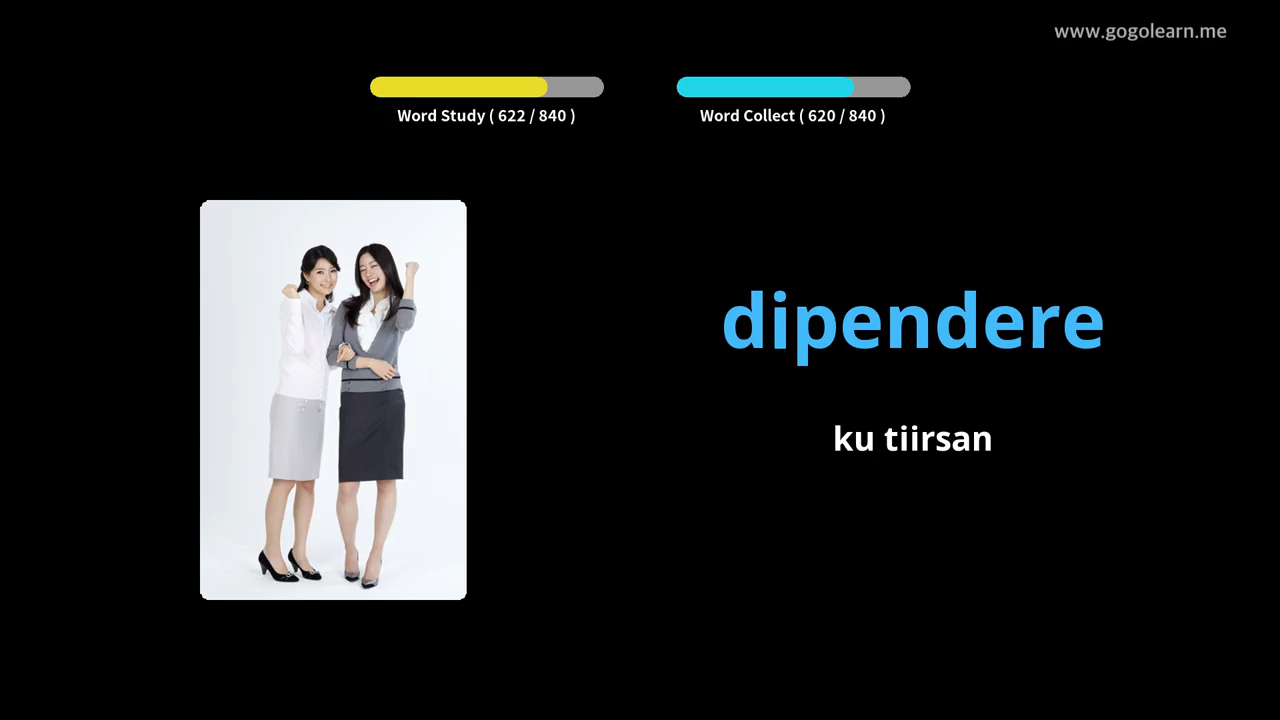 www.gogolearn.me
Word Study ( 622 / 840 )
Word Collect ( 620 / 840 )
dipendere
ku tiirsan